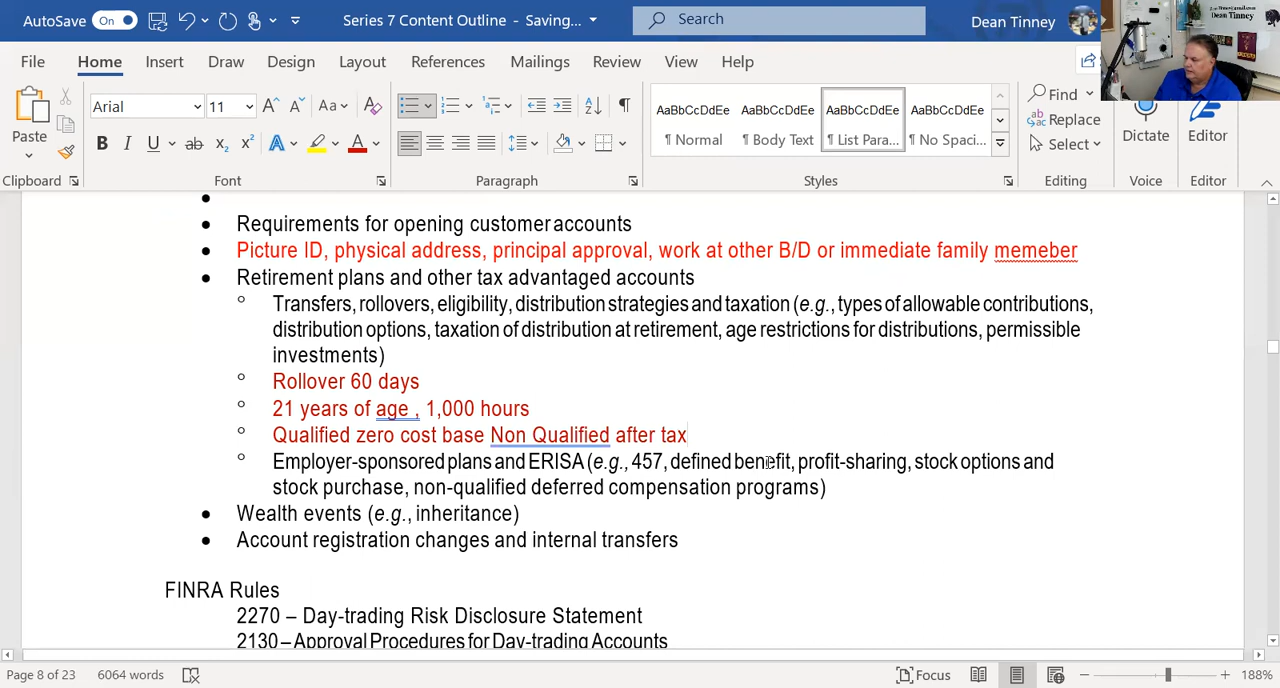 AutoSave On Series 7 Content Outline - Saving... Search Dean Tinney
Dean Tinney
File Home Insert Draw Design Layout References Mailings Review View Help
Paste
Arial 11 Aa
B I U ab x₂ x² A A
AaBbCcDdEe AaBbCcDdEe AaBbCcDdEe AaBbCcDdEe
¶ Normal ¶ Body Text ¶ List Para... ¶ No Spaci...
Find
Replace
Select
Dictate Editor
Clipboard Font Paragraph Styles Editing Voice Editor
Requirements for opening customer accounts
Picture ID, physical address, principal approval, work at other B/D or immediate family memeber
Retirement plans and other tax advantaged accounts
Transfers, rollovers, eligibility, distribution strategies and taxation (e.g., types of allowable contributions,
distribution options, taxation of distribution at retirement, age restrictions for distributions, permissible
investments)
Rollover 60 days
21 years of age , 1,000 hours
Qualified zero cost base Non Qualified after tax
Employer-sponsored plans and ERISA (e.g., 457, defined benefit, profit-sharing, stock options and
stock purchase, non-qualified deferred compensation programs)
Wealth events (e.g., inheritance)
Account registration changes and internal transfers
FINRA Rules
2270 – Day-trading Risk Disclosure Statement
2130 – Approval Procedures for Day-trading Accounts
Page 8 of 23 6064 words Focus 188%